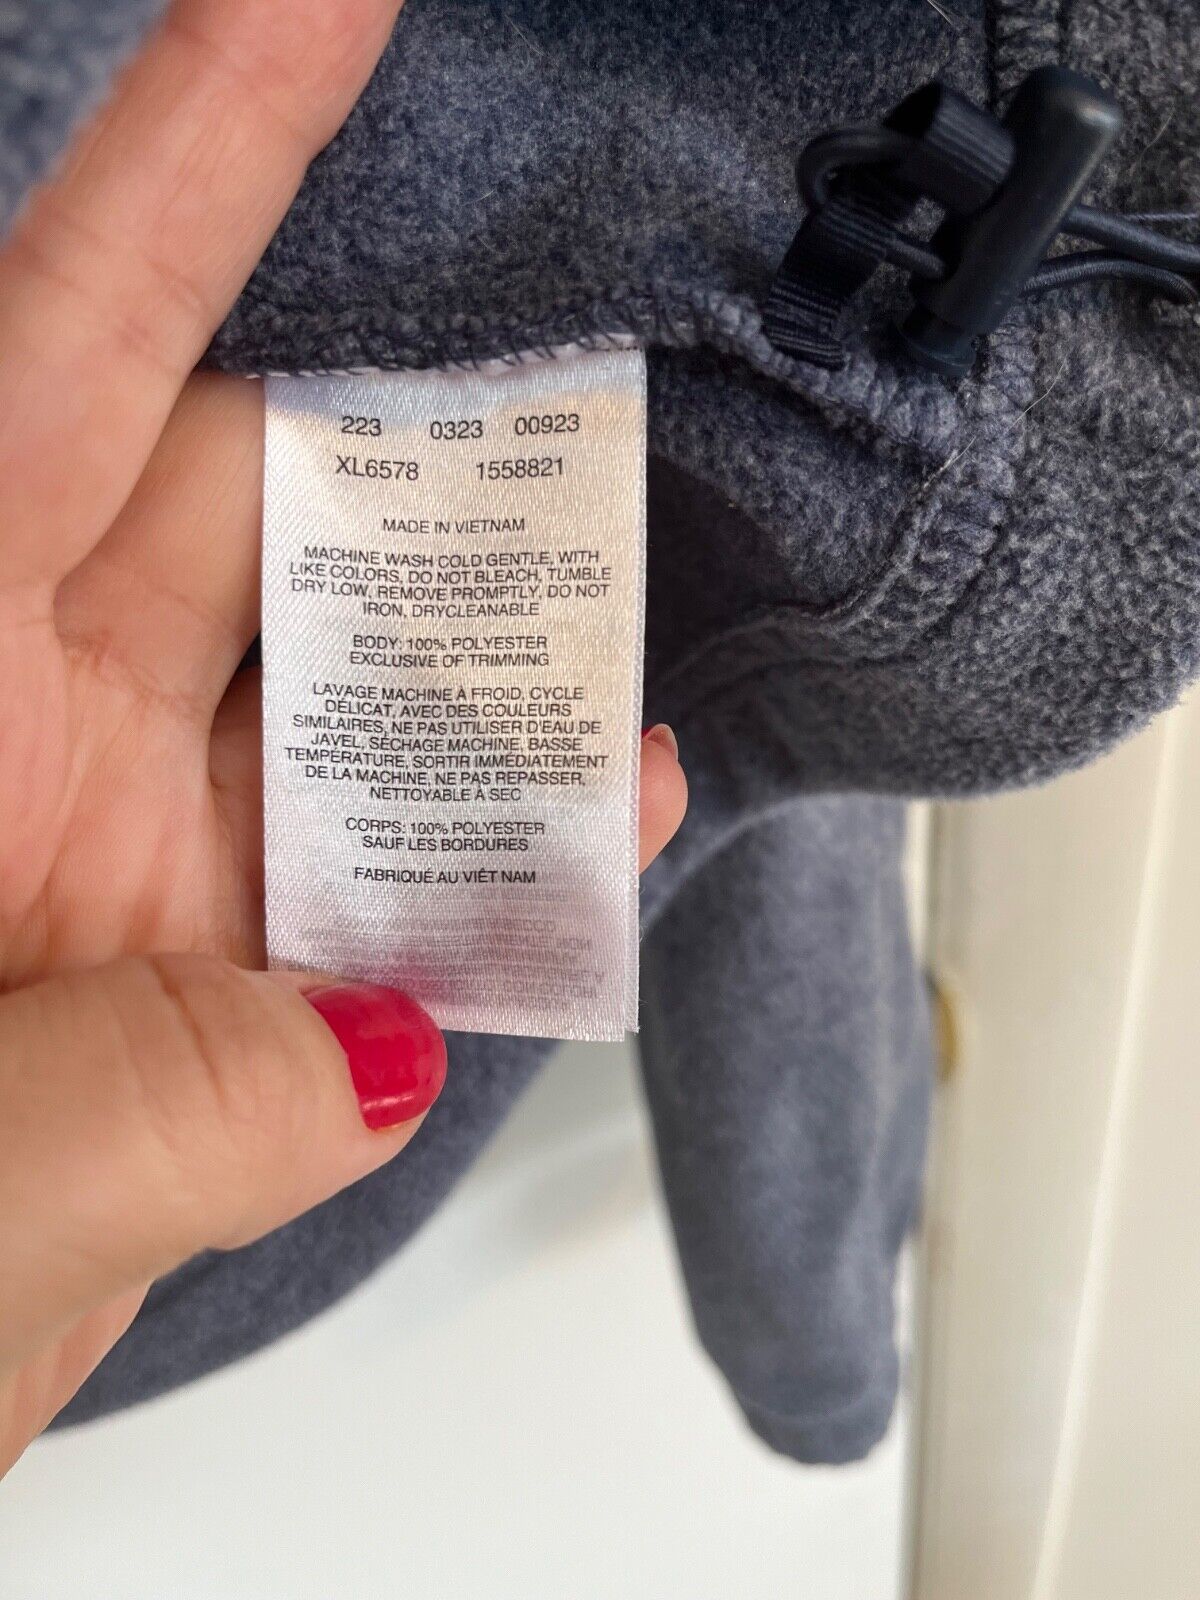 223 0323 00923
XL6578 1558821
MADE IN VIETNAM
MACHINE WASH COLD GENTLE, WITH
LIKE COLORS, DO NOT BLEACH, TUMBLE
DRY LOW, REMOVE PROMPTLY, DO NOT
IRON, DRYCLEANABLE
BODY: 100% POLYESTER
EXCLUSIVE OF TRIMMING
LAVAGE MACHINE À FROID, CYCLE
DÉLICAT, AVEC DES COULEURS
SIMILAIRES, NE PAS UTILISER D'EAU DE
JAVEL, SÉCHAGE MACHINE, BASSE
TEMPÉRATURE, SORTIR IMMÉDIATEMENT
DE LA MACHINE, NE PAS REPASSER,
NETTOYABLE À SEC
CORPS: 100% POLYESTER
SAUF LES BORDURES
FABRIQUÉ AU VIÊT NAM